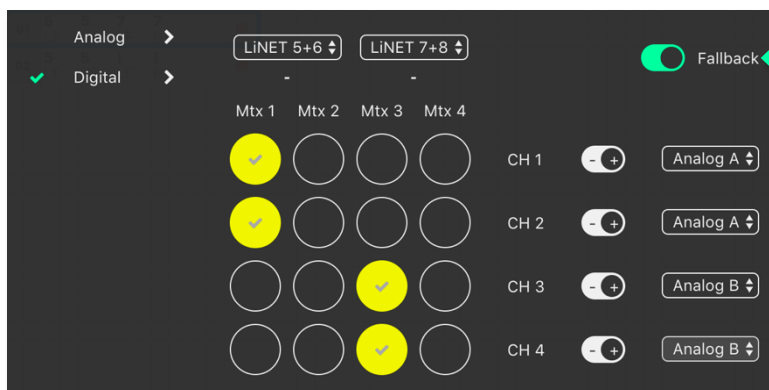 Analog
LiNET 5+6 LiNET 7+8
Fallback
Digital
- -
Mtx 1 Mtx 2 Mtx 3 Mtx 4
CH 1 - + Analog A
CH 2 - + Analog A
CH 3 - + Analog B
CH 4 - + Analog B